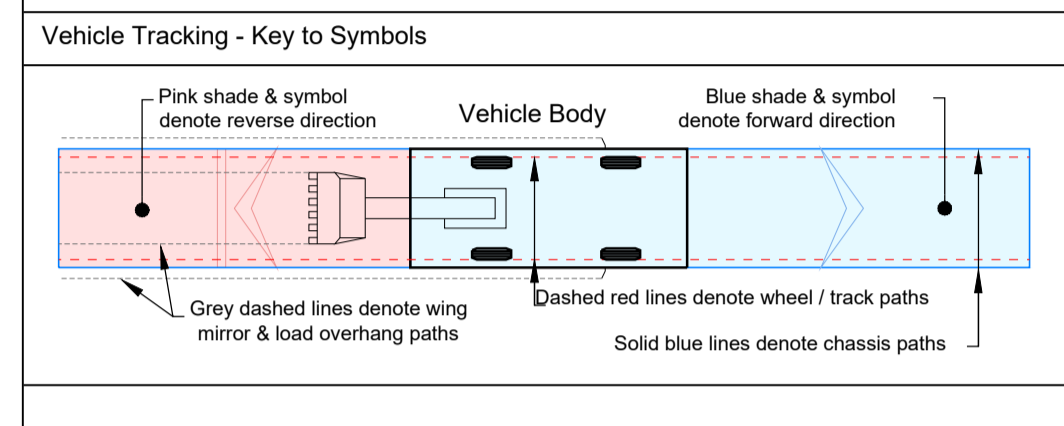 Vehicle Tracking - Key to Symbols
Pink shade & symbol
denote reverse direction
Vehicle Body
Blue shade & symbol
denote forward direction
Grey dashed lines denote wing
mirror & load overhang paths
Dashed red lines denote wheel / track paths
Solid blue lines denote chassis paths